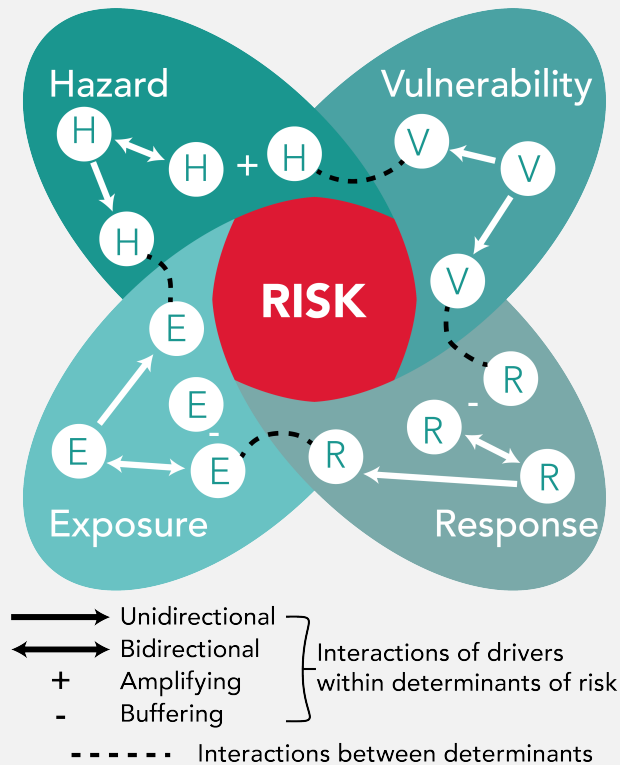 Hazard
Vulnerability
H
H
+
H
V
V
H
V
RISK
E
E
-
E
E
R
R
-
R
R
Exposure
Response
Unidirectional
Bidirectional
+ Amplifying
- Buffering
Interactions of drivers
within determinants of risk
Interactions between determinants